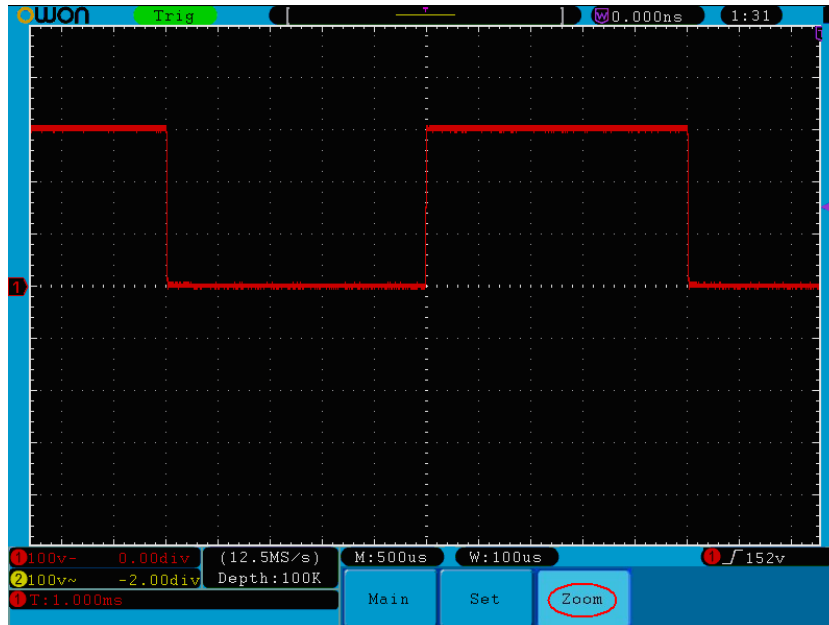 OWON Trig T W 0.000ns 1:31
1
1 100v- 0.00div (12.5MS/s) M:500us W:100us 1 152v
2 100v~ -2.00div Depth:100K
1 T:1.000ms
Main Set Zoom